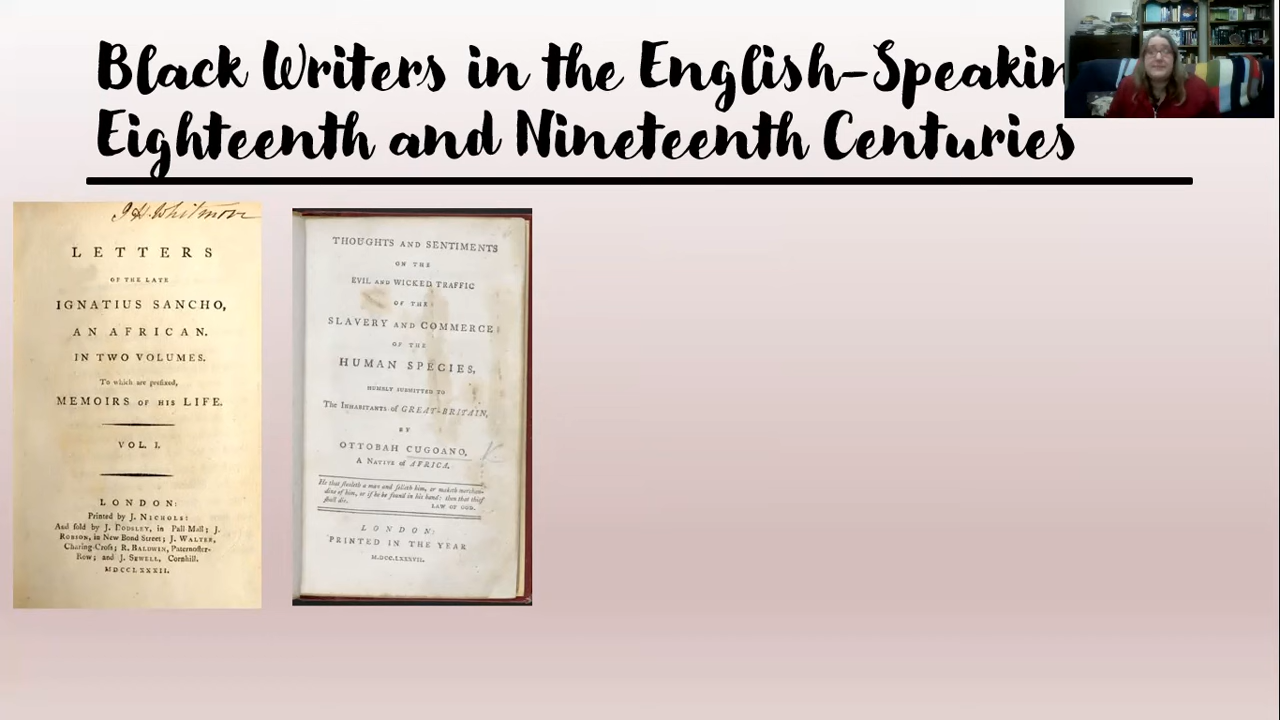 Black Writers in the English-Speakin
Eighteenth and Nineteenth Centuries
J. H. Whitmore
LETTERS
OF THE LATE
IGNATIUS SANCHO,
AN AFRICAN.
IN TWO VOLUMES.
To which are prefixed,
MEMOIRS OF HIS LIFE.
VOL. I.
LONDON:
Printed by J. NICHOLS:
And sold by J. DODSLEY, in Pall-Mall; J.
ROBSON, in New Bond Street; J. WALTER,
Charing-Cross; R. BALDWIN, Paternoster-
Row; and J. SEWELL, Cornhill.
MDCCLXXXII.
THOUGHTS AND SENTIMENTS
ON THE
EVIL AND WICKED TRAFFIC
OF THE
SLAVERY AND COMMERCE
OF THE
HUMAN SPECIES,
HUMBLY SUBMITTED TO
The INHABITANTS of GREAT-BRITAIN,
BY
OTTOBAH CUGOANO,
A NATIVE of AFRICA.
He that stealeth a man and selleth him, or maketh merchan-
dize of him, or if he be found in his hand: then that thief
shall die.
LAW OF GOD.
LONDON:
PRINTED IN THE YEAR
M.DCC.LXXXVII.